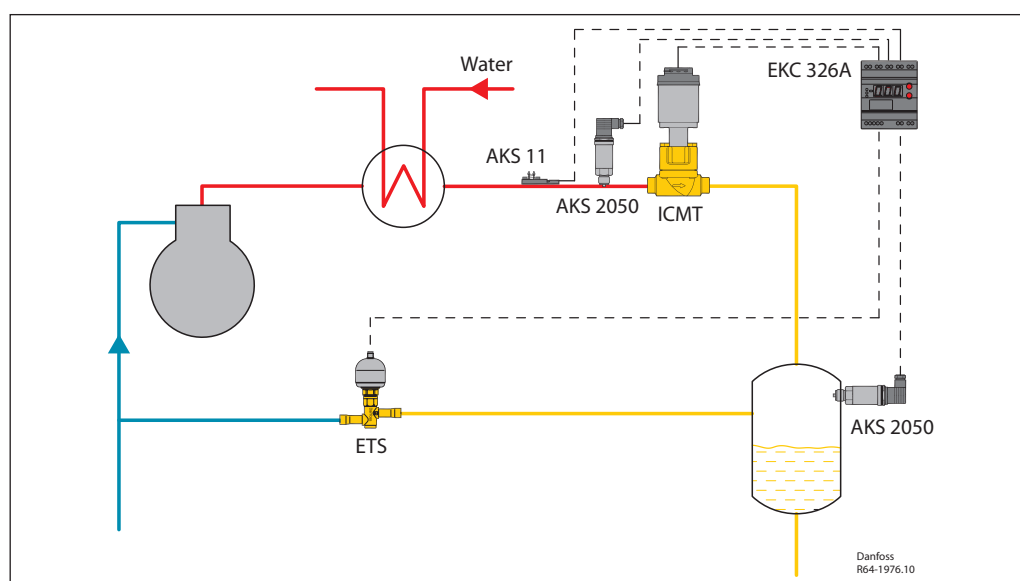 Water
EKC 326A
AKS 11
AKS 2050
ICMT
ETS
AKS 2050
Danfoss
R64-1976.10